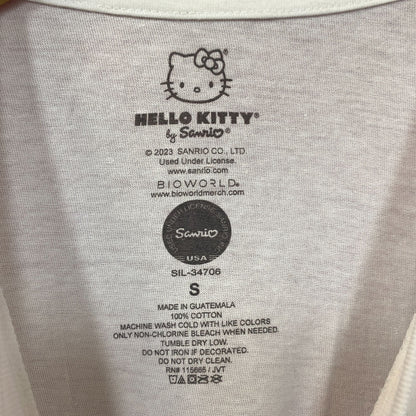 HELLO KITTY®
by Sanrio®
© 2023 SANRIO CO., LTD.
Used Under License.
www.sanrio.com
BIOWORLD®
www.bioworldmerch.com
Sanrio
USA
SIL-34706
S
MADE IN GUATEMALA
100% COTTON
MACHINE WASH COLD WITH LIKE COLORS
ONLY NON-CHLORINE BLEACH WHEN NEEDED.
TUMBLE DRY LOW.
DO NOT IRON IF DECORATED.
DO NOT DRY CLEAN.
RN# 115665 / JVT